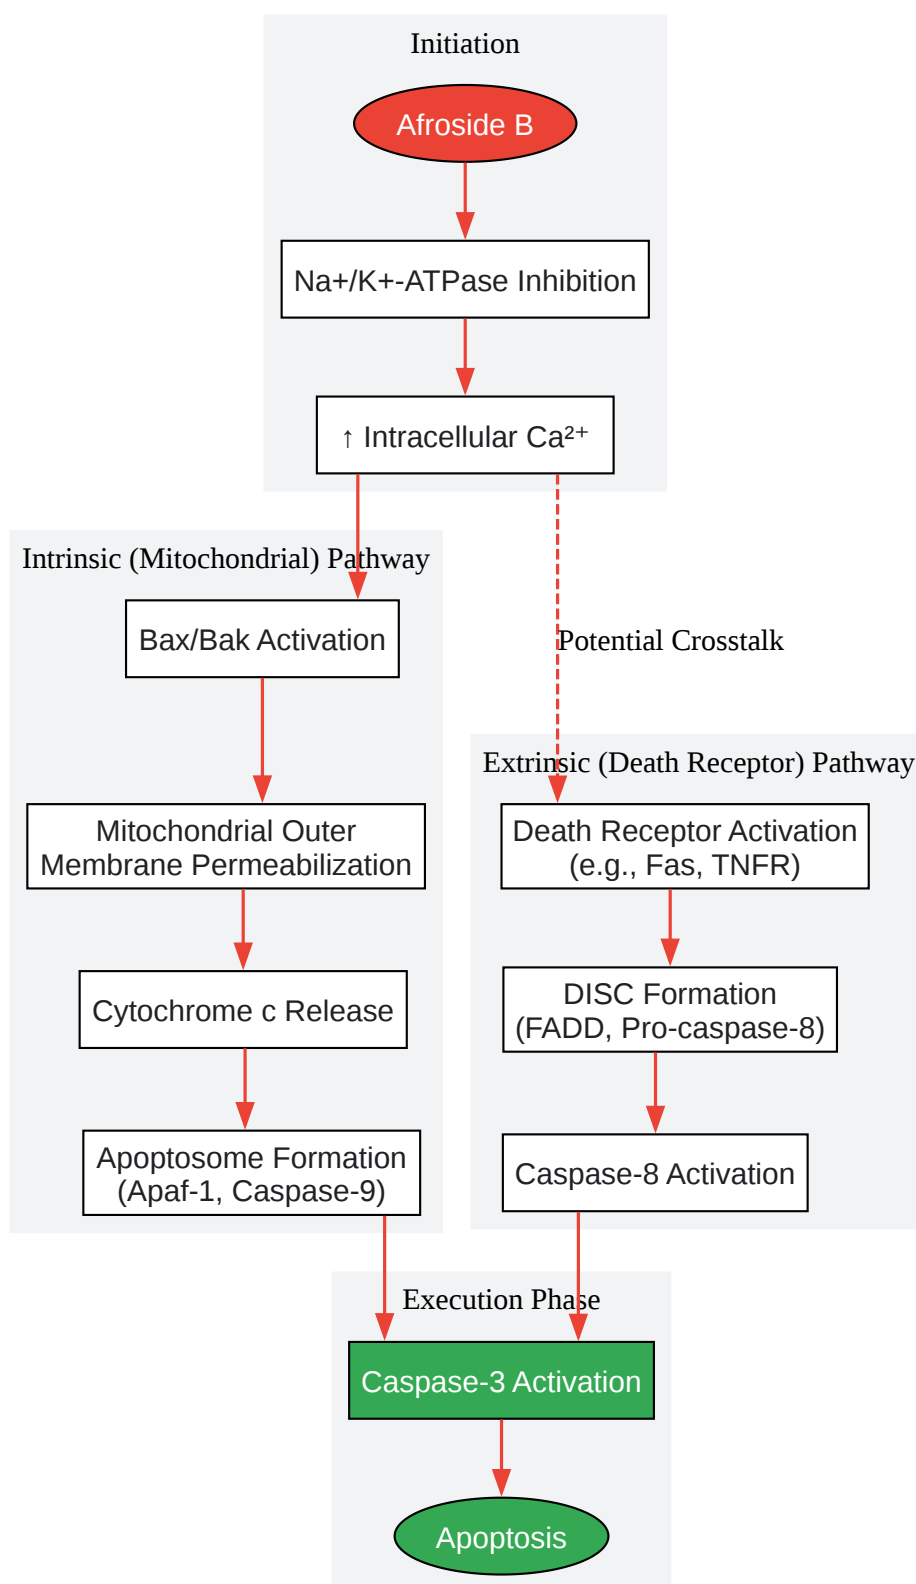 Initiation
Afroside B
Na+/K+-ATPase Inhibition
↑ Intracellular Ca²⁺
Intrinsic (Mitochondrial) Pathway
Bax/Bak Activation
Mitochondrial Outer
Membrane Permeabilization
Cytochrome c Release
Apoptosome Formation
(Apaf-1, Caspase-9)
Potential Crosstalk
Extrinsic (Death Receptor) Pathway
Death Receptor Activation
(e.g., Fas, TNFR)
DISC Formation
(FADD, Pro-caspase-8)
Caspase-8 Activation
Execution Phase
Caspase-3 Activation
Apoptosis